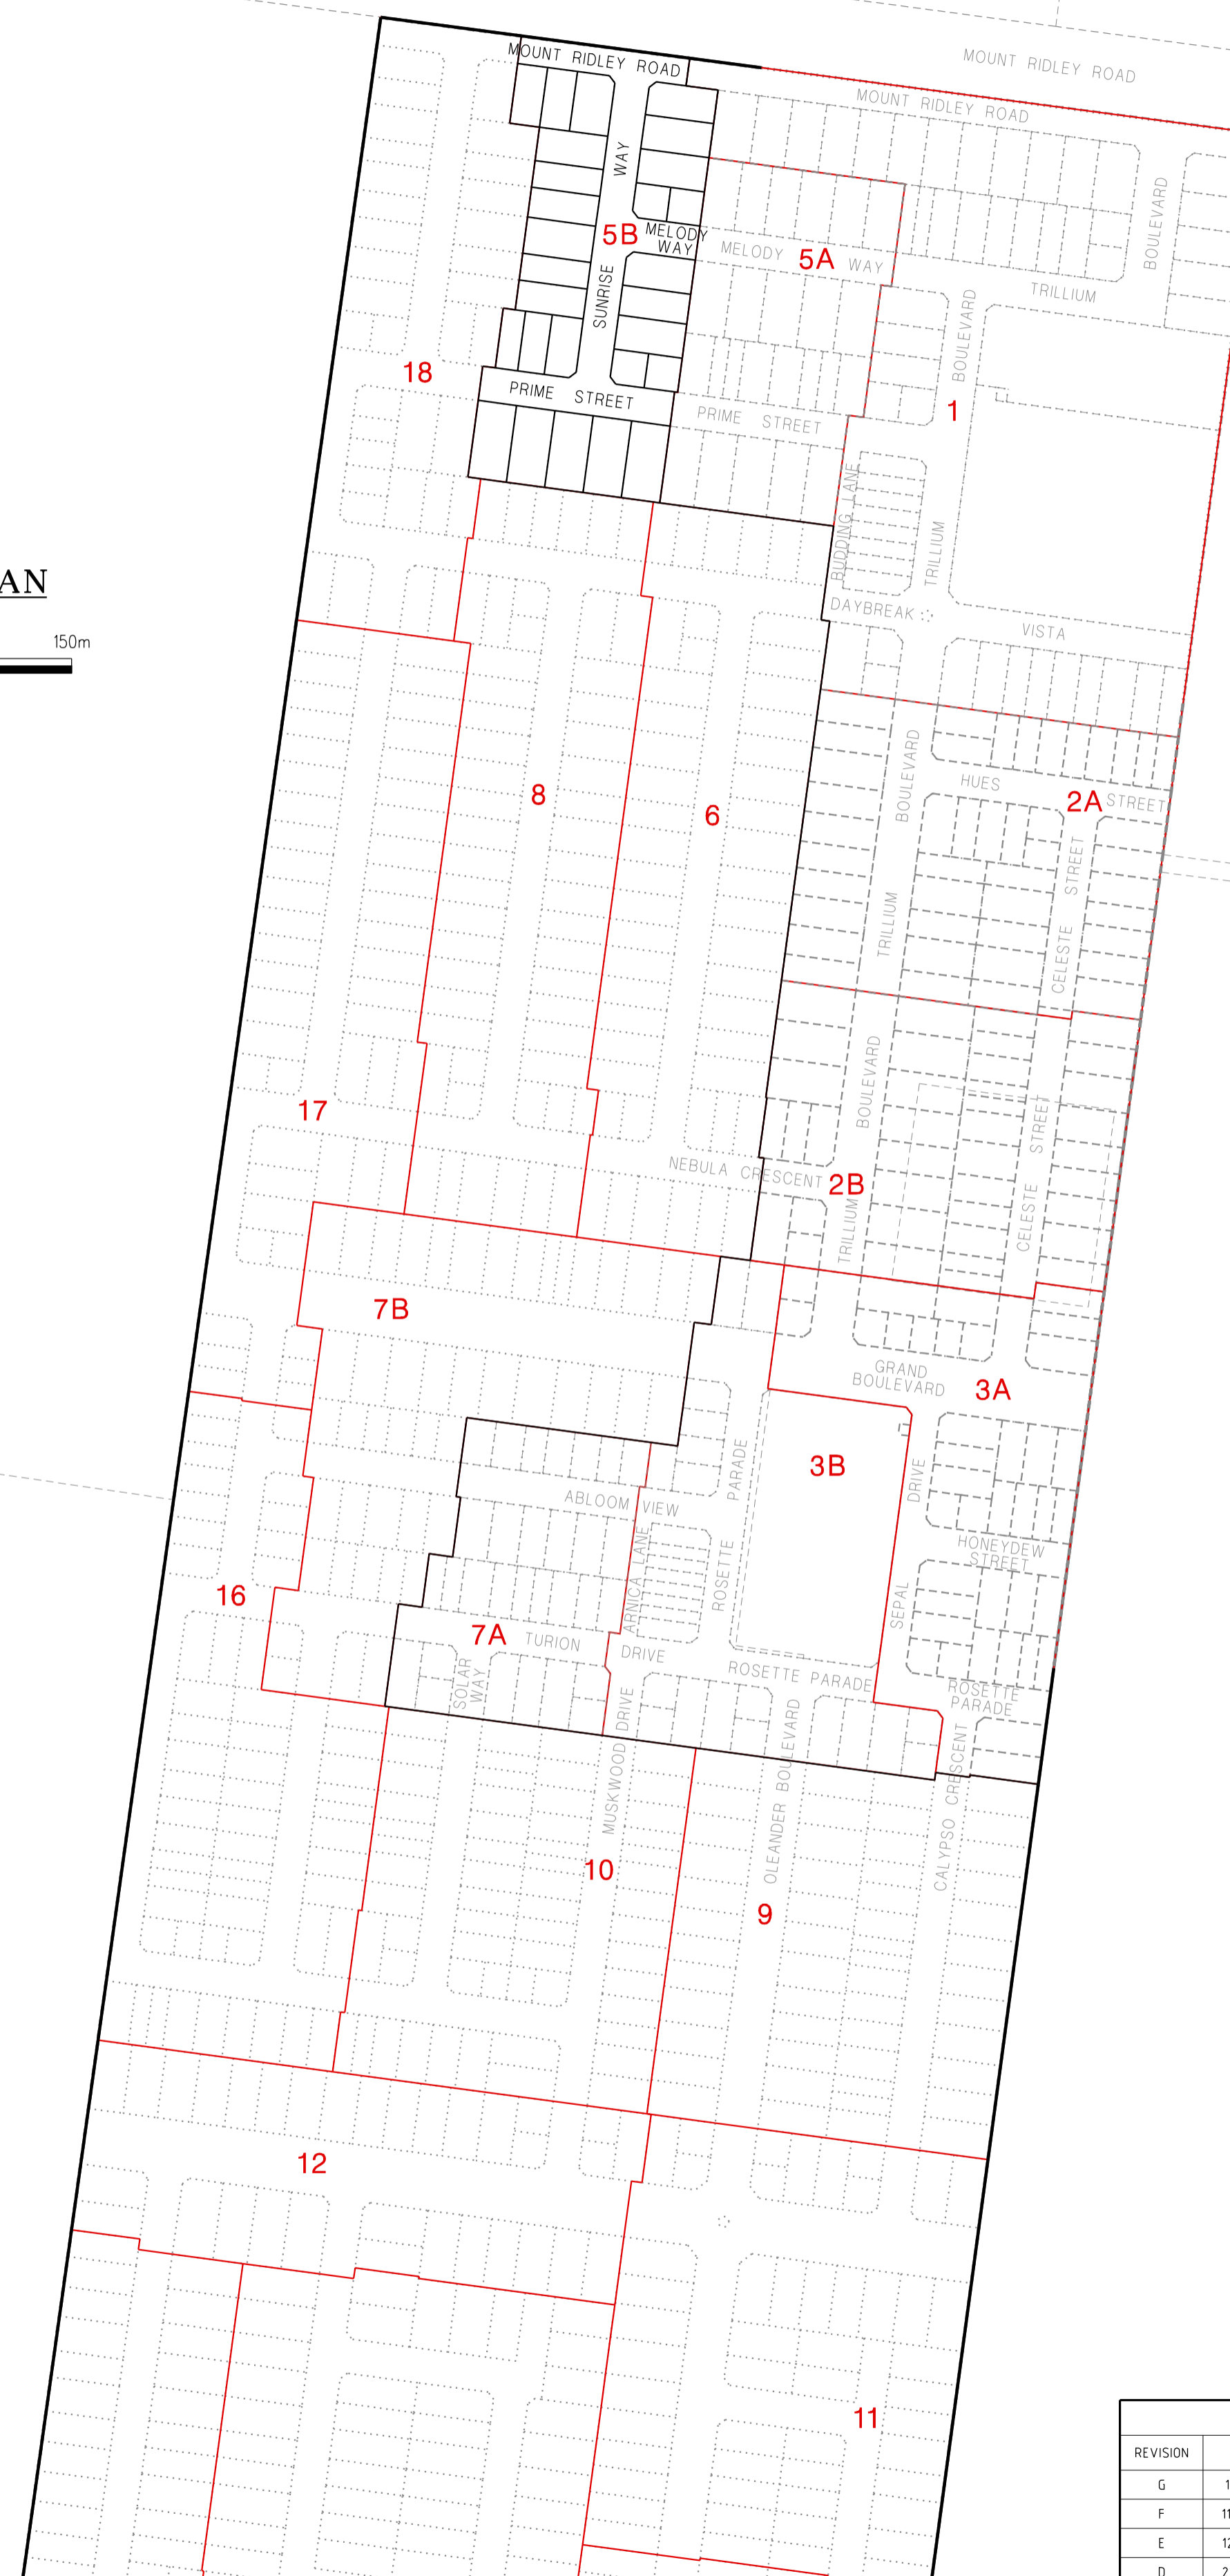 MOUNT RIDLEY ROAD
MOUNT RIDLEY ROAD
MOUNT RIDLEY ROAD
WAY
BOULEVARD
5B
MELODY
WAY
MELODY WAY
5A
SUNRISE
TRILLIUM
BOULEVARD
18
PRIME STREET
PRIME STREET
1
BUDDING LANE
TRILLIUM
AN
150m
DAYBREAK
VISTA
BOULEVARD
HUES STREET
2A
8
6
STREET
TRILLIUM
CELESTE
BOULEVARD
17
STREET
NEBULA CRESCENT
2B
TRILLIUM
CELESTE
7B
GRAND
BOULEVARD
3A
3B
PARADE
DRIVE
ABLOOM VIEW
ARNICA LANE
ROSETTE
HONEYDEW
STREET
16
SEPAL
7A
TURION DRIVE
SOLAR
WAY
ROSETTE PARADE
ROSETTE
PARADE
MUSKWOOD DRIVE
OLEANDER BOULEVARD
CALYPSO CRESCENT
10
9
12
11
REVISION
G 1
F 11
E 12
D 2